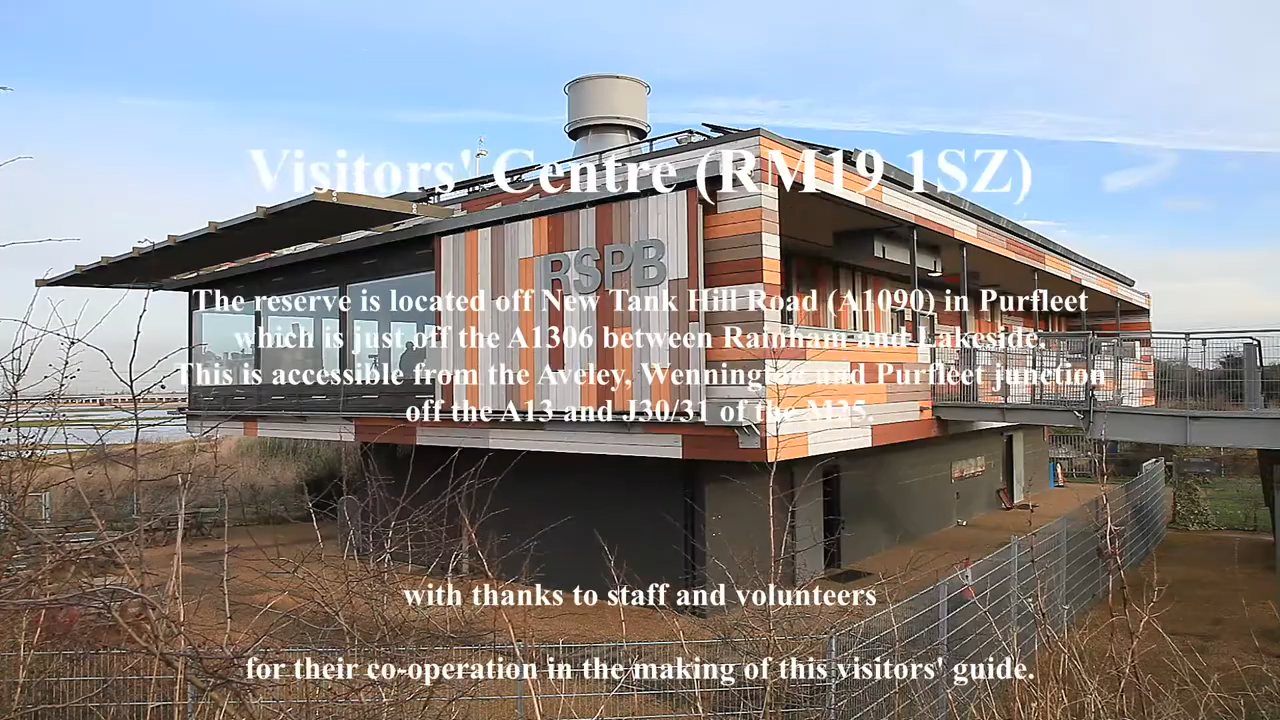 Visitors' Centre (RM19 1SZ)
RSPB
The reserve is located off New Tank Hill Road (A1090) in Purfleet
which is just off the A1306 between Rainham and Lakeside.
This is accessible from the Aveley, Wennington and Purfleet junction
off the A13 and J30/31 of the M25.
with thanks to staff and volunteers
for their co-operation in the making of this visitors' guide.